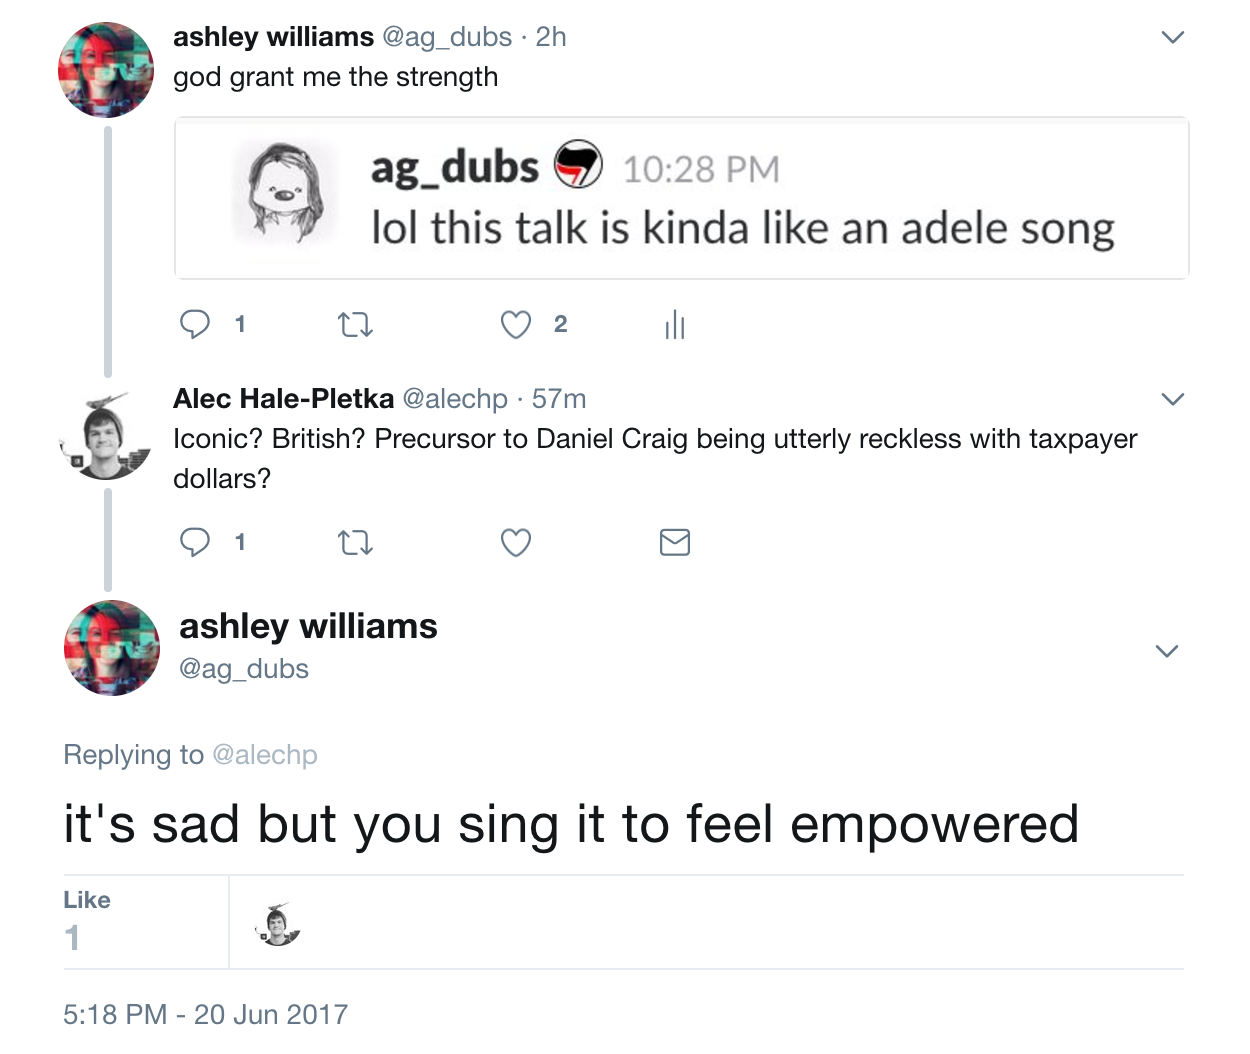 ashley williams @ag_dubs · 2h
god grant me the strength
ag_dubs 10:28 PM
lol this talk is kinda like an adele song
1 2
Alec Hale-Pletka @alechp · 57m
Iconic? British? Precursor to Daniel Craig being utterly reckless with taxpayer
dollars?
1
ashley williams
@ag_dubs
Replying to @alechp
it's sad but you sing it to feel empowered
Like
1
5:18 PM - 20 Jun 2017